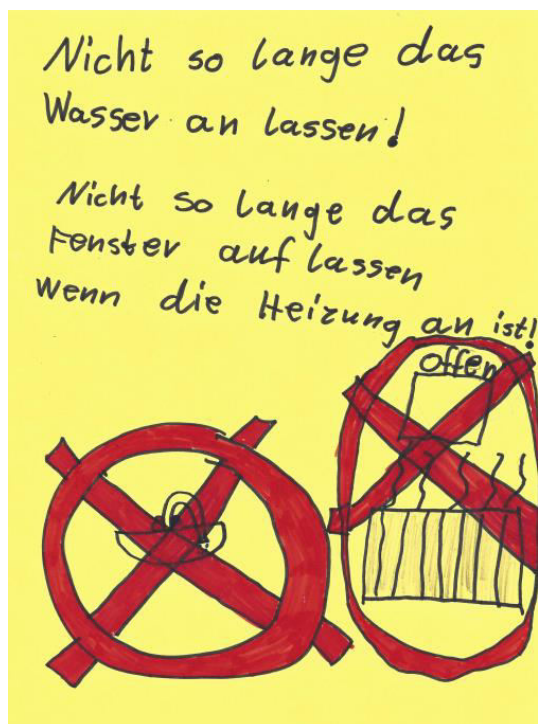 Nicht so lange das
Wasser an lassen!
Nicht so lange das
Fenster auf lassen
wenn die Heizung an ist!
offen